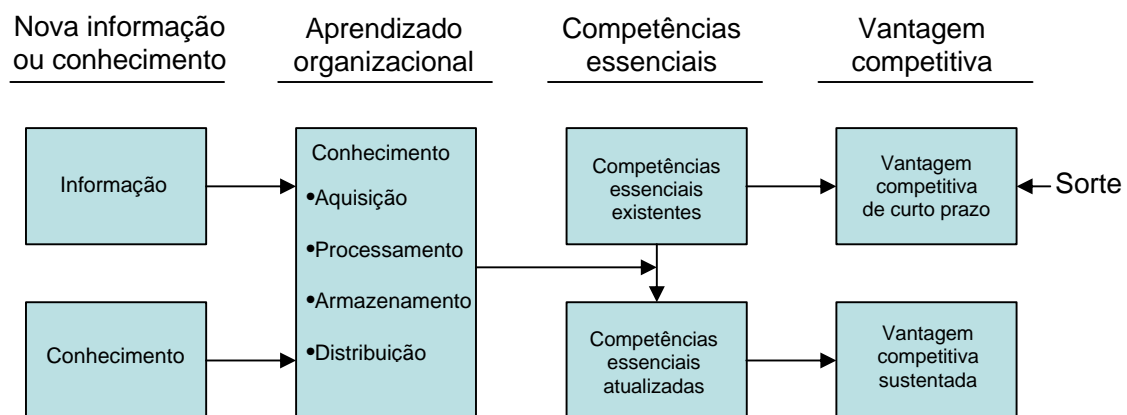 Nova informação
ou conhecimento
Aprendizado
organizacional
Competências
essenciais
Vantagem
competitiva
Informação
Conhecimento
•Aquisição
•Processamento
•Armazenamento
•Distribuição
Competências
essenciais
existentes
Vantagem
competitiva
de curto prazo
Sorte
Conhecimento
Competências
essenciais
atualizadas
Vantagem
competitiva
sustentada